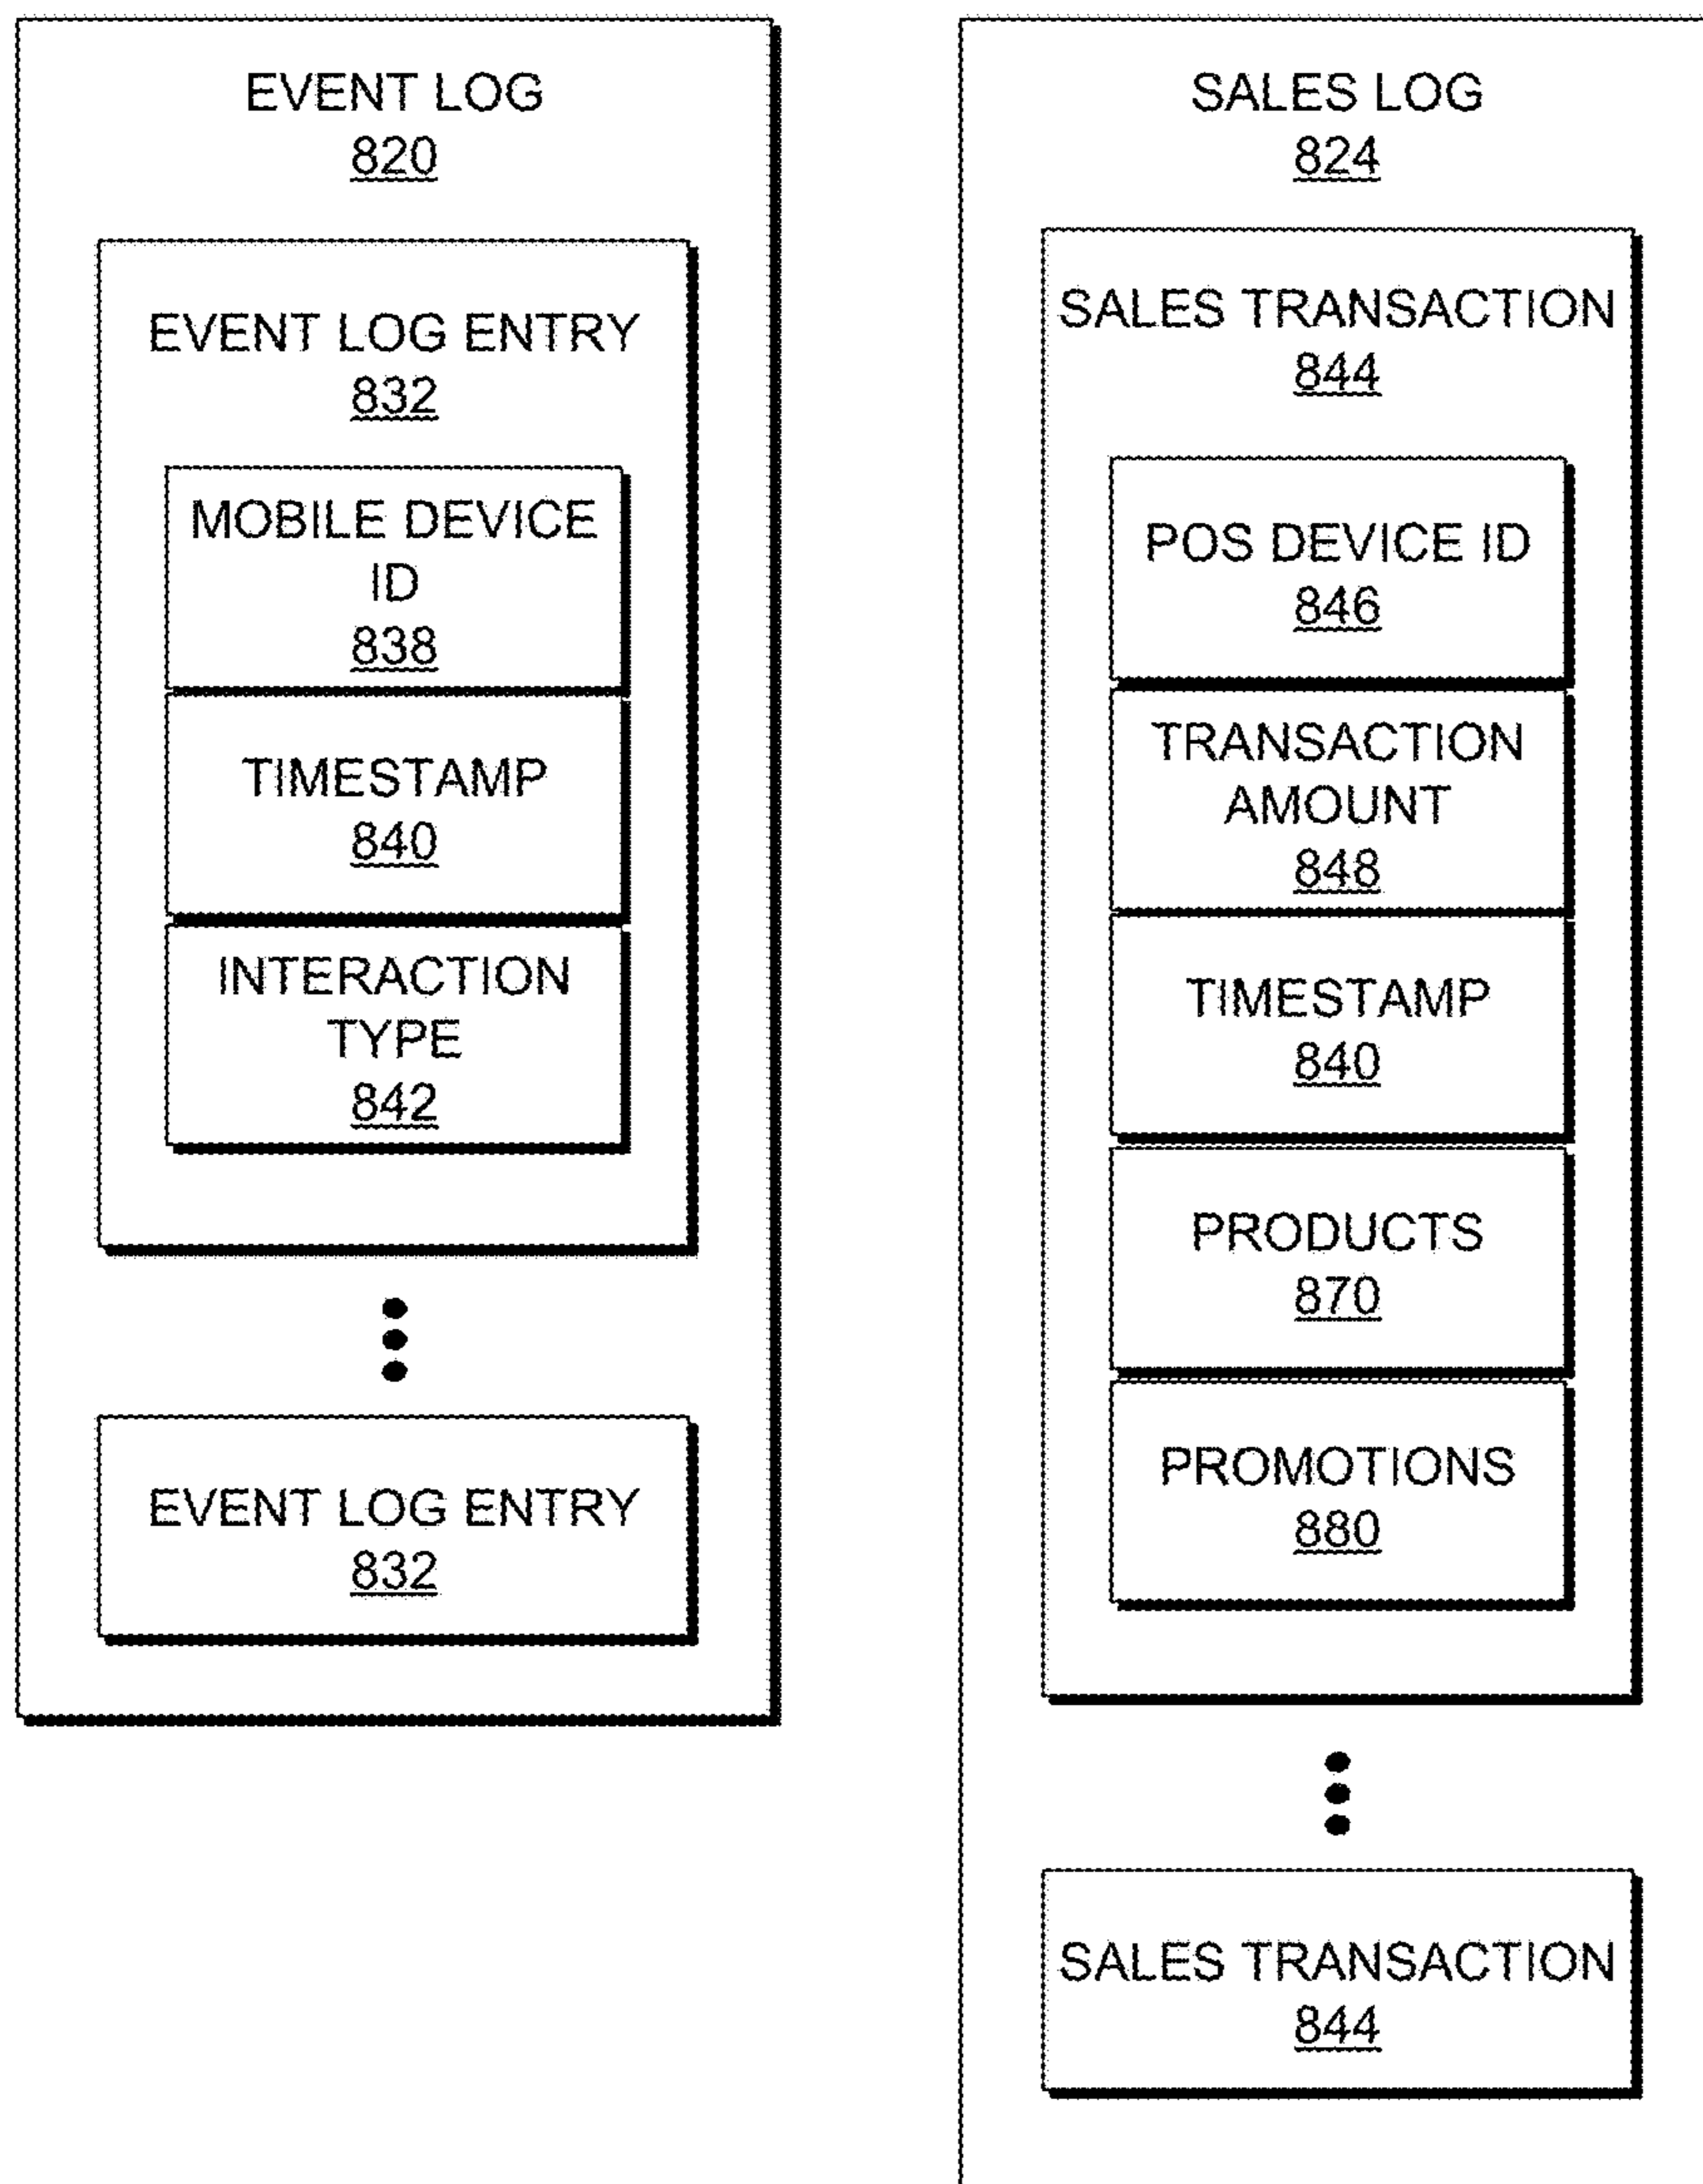 EVENT LOG
820
EVENT LOG ENTRY
832
MOBILE DEVICE
ID
838
TIMESTAMP
840
INTERACTION
TYPE
842
EVENT LOG ENTRY
832
SALES LOG
824
SALES TRANSACTION
844
POS DEVICE ID
846
TRANSACTION
AMOUNT
848
TIMESTAMP
840
PRODUCTS
870
PROMOTIONS
880
SALES TRANSACTION
844